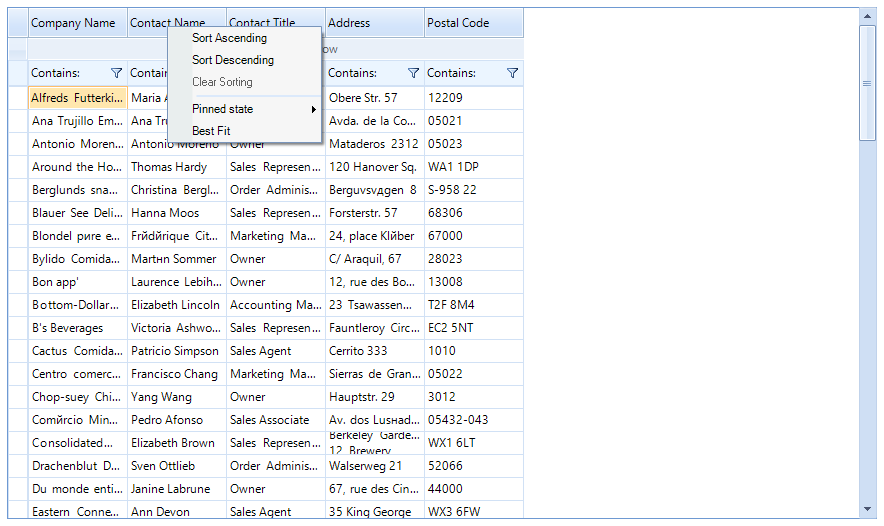 Company Name Contact Name Contact Title Address Postal Code
Sort Ascending
Sort Descending
Clear Sorting
Pinned state
Best Fit
Contains: Contains: Contains:
Alfreds Futterki... Maria A Obere Str. 57 12209
Ana Trujillo Em... Ana Tru Avda. de la Co... 05021
Antonio Moren... Antonio Moreno Owner Mataderos 2312 05023
Around the Ho... Thomas Hardy Sales Represen... 120 Hanover Sq. WA1 1DP
Berglunds sna... Christina Bergl... Order Adminis... Berguvsvдgen 8 S-958 22
Blauer See Deli... Hanna Moos Sales Represen... Forsterstr. 57 68306
Blondel pиre e... Frйdйrique Cit... Marketing Ma... 24, place Klйber 67000
Bуlido Comida... Martнn Sommer Owner C/ Araquil, 67 28023
Bon app' Laurence Lebih... Owner 12, rue des Bo... 13008
Bottom-Dollar... Elizabeth Lincoln Accounting Ma... 23 Tsawassen... T2F 8M4
B's Beverages Victoria Ashwo... Sales Represen... Fauntleroy Circ... EC2 5NT
Cactus Comida... Patricio Simpson Sales Agent Cerrito 333 1010
Centro comerc... Francisco Chang Marketing Ma... Sierras de Gran... 05022
Chop-suey Chi... Yang Wang Owner Hauptstr. 29 3012
Comйrcio Min... Pedro Afonso Sales Associate Av. dos Lusнad... 05432-043
Consolidated... Elizabeth Brown Sales Represen... Berkeley Garde... 12 Brewery WX1 6LT
Drachenblut D... Sven Ottlieb Order Adminis... Walserweg 21 52066
Du monde enti... Janine Labrune Owner 67, rue des Cin... 44000
Eastern Conne... Ann Devon Sales Agent 35 King George WX3 6FW